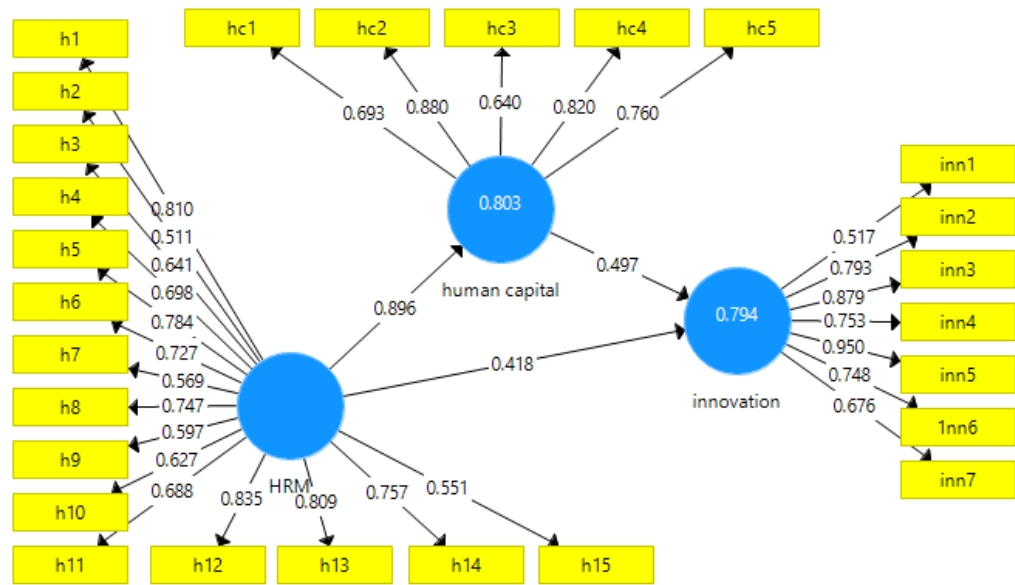 h1
h2
h3
h4
h5
h6
h7
h8
h9
h10
h11
h12
h13
h14
h15
hc1
hc2
hc3
hc4
hc5
0.693
0.880
0.640
0.820
0.760
0.803
human capital
0.810
0.511
0.641
0.698
0.784
0.727
0.569
0.747
0.597
0.627
0.688
0.835
0.809
0.757
0.551
HRM
0.896
0.497
0.418
0.794
innovation
0.517
0.793
0.879
0.753
0.950
0.748
0.676
inn1
inn2
inn3
inn4
inn5
1nn6
inn7